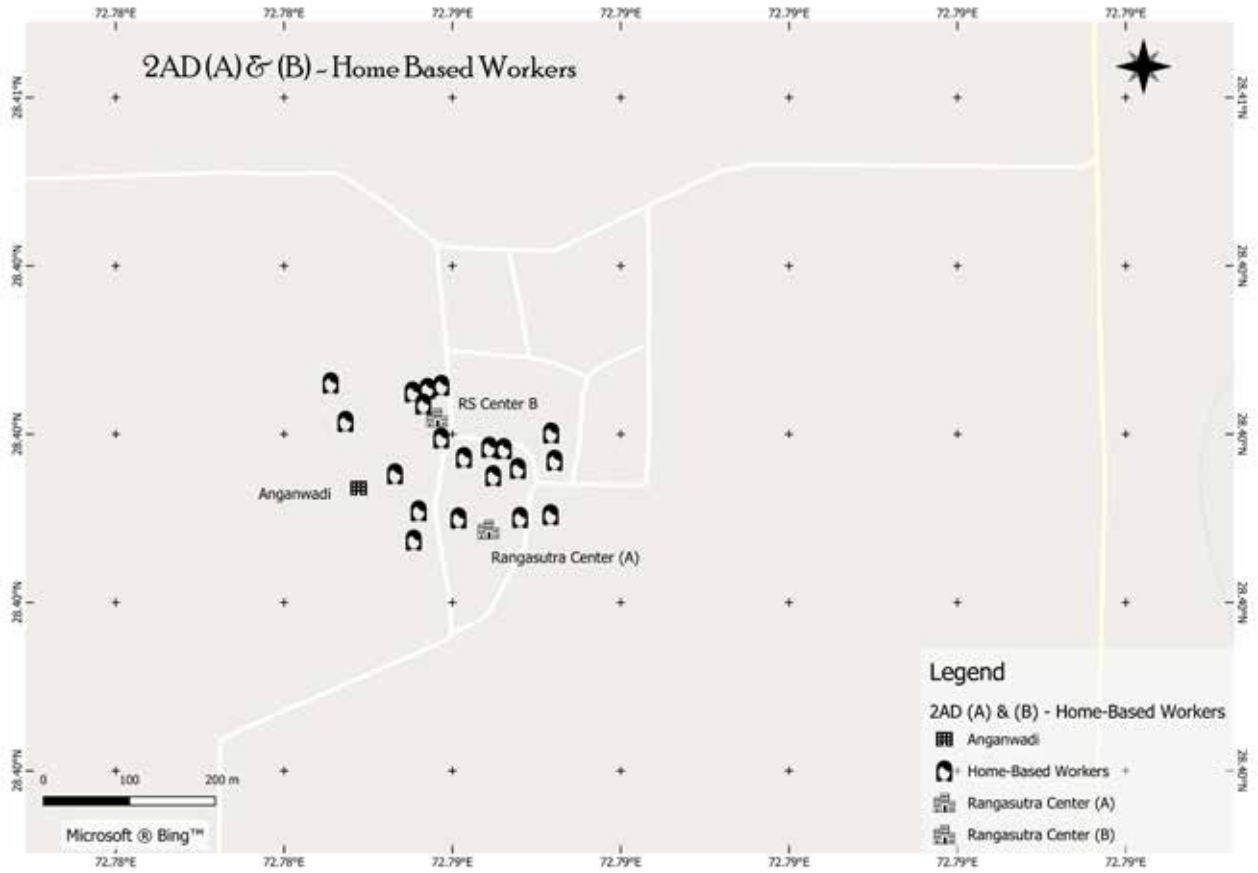 72.78°E 72.78°E 72.79°E 72.79°E 72.79°E 72.79°E 72.79°E
2AD (A) & (B) - Home Based Workers
28.41°N 28.41°N
28.40°N 28.40°N
RS Center B
28.40°N 28.40°N
Anganwadi
Rangasutra Center (A)
28.40°N 28.40°N
Legend
2AD (A) & (B) - Home-Based Workers
Anganwadi
Home-Based Workers
Rangasutra Center (A)
Rangasutra Center (B)
28.40°N 28.40°N
0 100 200 m
Microsoft ® Bing™
72.78°E 72.78°E 72.79°E 72.79°E 72.79°E 72.79°E 72.79°E